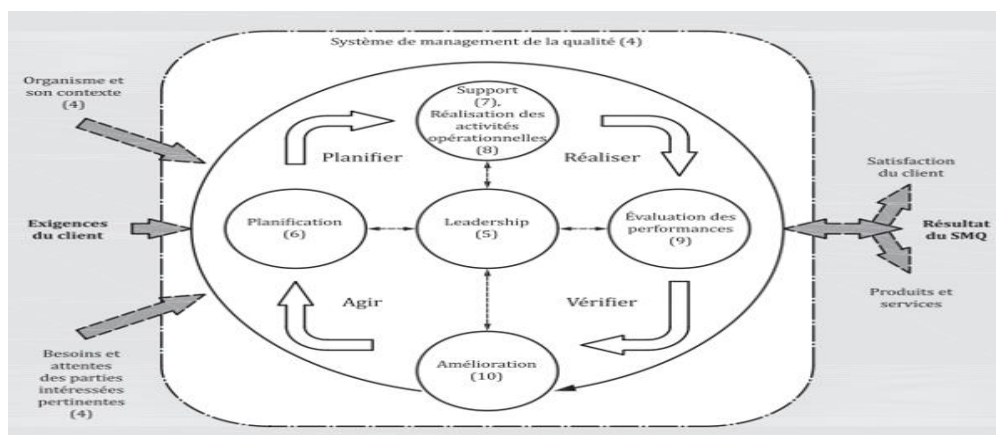 Système de management de la qualité (4)
Organisme et
son contexte
(4)
Support
(7),
Réalisation des
activités
opérationnelles
(8)
Planifier
Réaliser
Satisfaction
du client
Exigences
du client
Planification
(6)
Leadership
(5)
Évaluation des
performances
(9)
Résultat
du SMQ
Agir
Vérifier
Produits et
services
Besoins et
attentes
des parties
intéressées
pertinentes
(4)
Amélioration
(10)